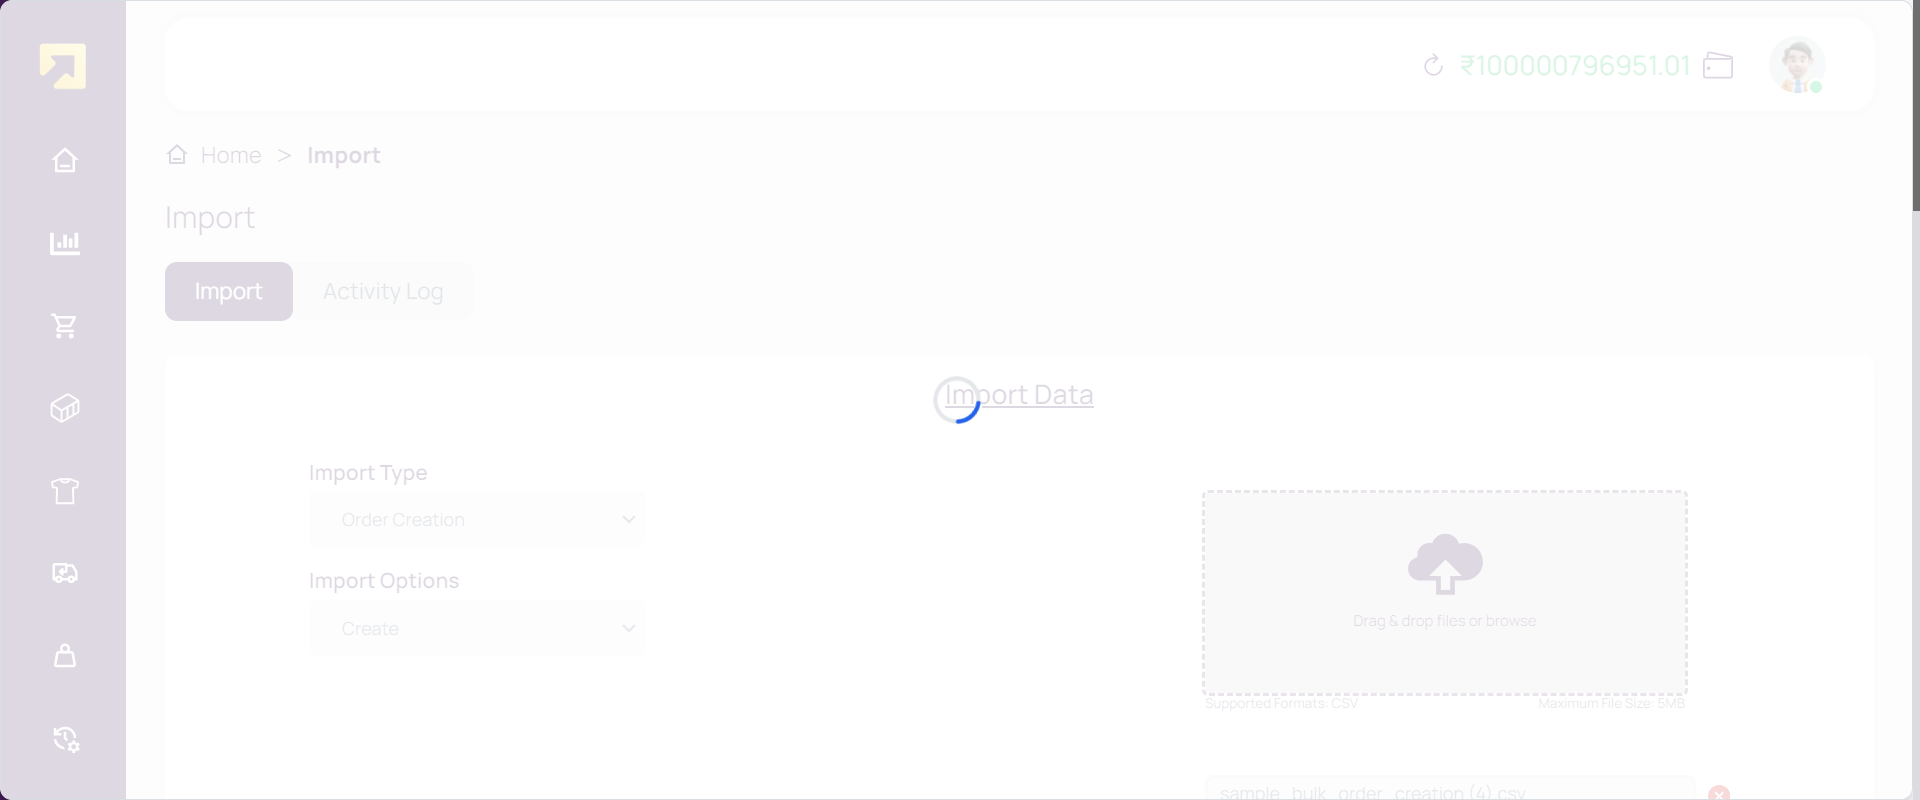 ₹100000796951.01
Home > Import
Import
Import
Activity Log
Import Data
Import Type
Order Creation
Import Options
Create
Drag & drop files or browse
Supported Formats: CSV
Maximum File Size: 5MB
sample_bulk_order_creation (4).csv